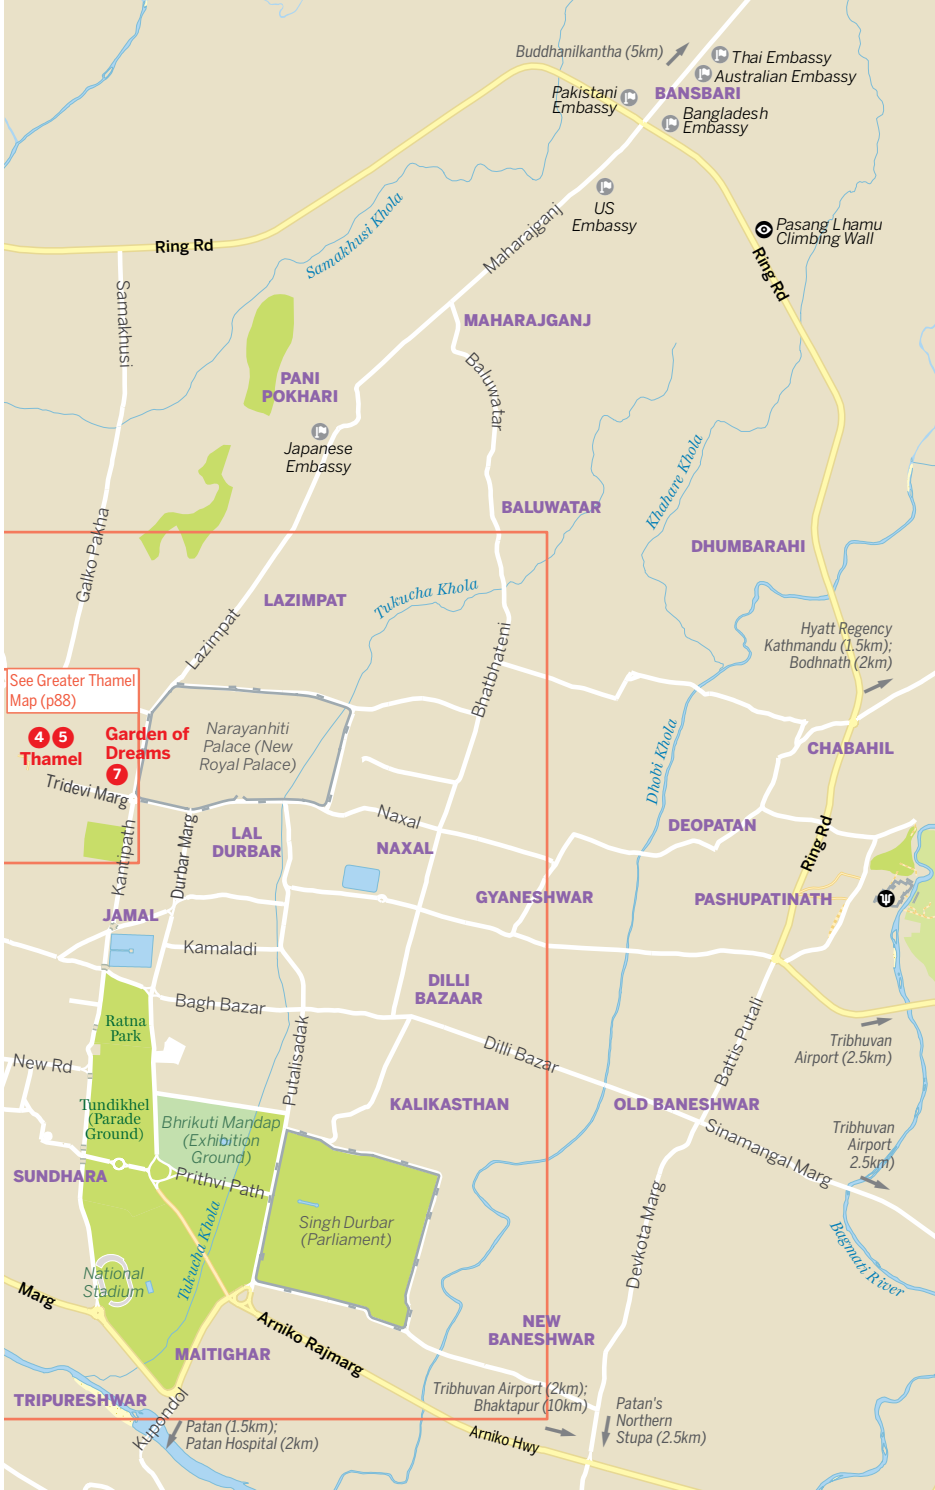 Buddhanilkantha (5km)
Thai Embassy
Australian Embassy
Pakistani
Embassy
BANSBARI
Bangladesh
Embassy
US
Embassy
Pasang Lhamu
Climbing Wall
Samakhusi Khola
Maharajganj
Ring Rd
Ring Rd
Samakhusi
MAHARAJGANJ
PANI
POKHARI
Baluwatar
Japanese
Embassy
Khahare Khola
BALUWATAR
DHUMBARAHI
Galko Pakha
LAZIMPAT
Tukucha Khola
Lazimpat
Bhatbhateni
Hyatt Regency
Kathmandu (1.5km);
Bodhnath (2km)
See Greater Thamel
Map (p88)
4 5
Thamel
Garden of
Dreams
7
Narayanhiti
Palace (New
Royal Palace)
Dhobi Khola
CHABAHIL
Tridevi Marg
Kantipath
Durbar Marg
LAL
DURBAR
Naxal
NAXAL
DEOPATAN
Ring Rd
GYANESHWAR
PASHUPATINATH
JAMAL
Kamaladi
DILLI
BAZAAR
Bagh Bazar
Ratna
Park
Putalisadak
Dilli Bazar
Battis Putali
Tribhuvan
Airport (2.5km)
New Rd
Tundikhel
(Parade
Ground)
Bhrikuti Mandap
(Exhibition
Ground)
KALIKASTHAN
OLD BANESHWAR
Sinamangal Marg
Tribhuvan
Airport
2.5km)
SUNDHARA
Prithvi Path
Singh Durbar
(Parliament)
Devkota Marg
Bagmati River
Tukucha Khola
National
Stadium
Marg
Arniko Rajmarg
NEW
BANESHWAR
MAITIGHAR
TRIPURESHWAR
Kupondol
Patan (1.5km);
Patan Hospital (2km)
Tribhuvan Airport (2km);
Bhaktapur (10km)
Arniko Hwy
Patan's
Northern
Stupa (2.5km)